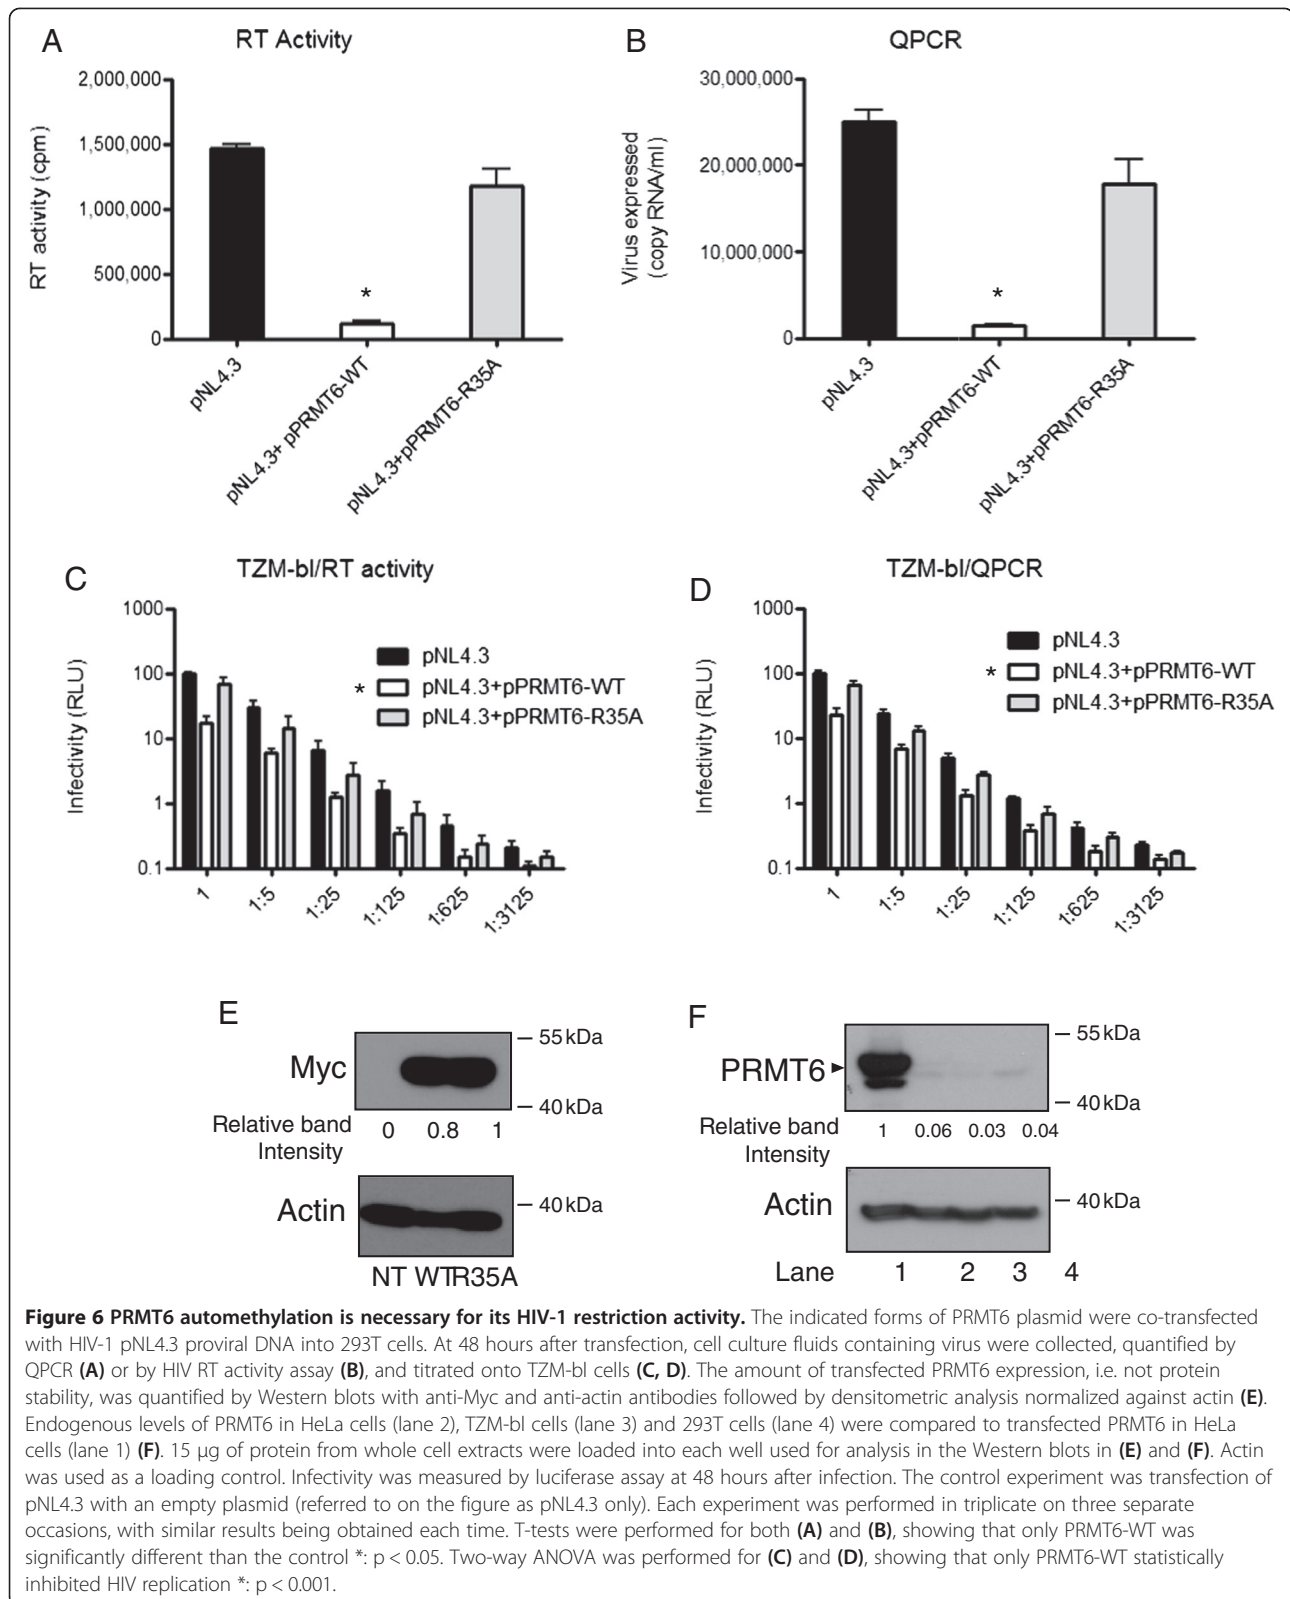 A
RT Activity
RT activity (cpm)
2,000,000
1,500,000
1,000,000
500,000
0
*
pNL4.3
pNL4.3+ pPRMT6-WT
pNL4.3+pPRMT6-R35A
B
QPCR
Virus expressed
(copy RNA/ml)
30,000,000
20,000,000
10,000,000
0
*
pNL4.3
pNL4.3+pPRMT6-WT
pNL4.3+pPRMT6-R35A
C
TZM-bl/RT activity
Infectivity (RLU)
1000
100
10
1
0.1
pNL4.3
* pNL4.3+pPRMT6-WT
pNL4.3+pPRMT6-R35A
1
1:5
1:25
1:125
1:625
1:3125
D
TZM-bl/QPCR
Infectivity (RLU)
1000
100
10
1
0.1
pNL4.3
* pNL4.3+pPRMT6-WT
pNL4.3+pPRMT6-R35A
1
1:5
1:25
1:125
1:625
1:3125
E
Myc
55 kDa
40 kDa
Relative band
Intensity
0 0.8 1
Actin
40 kDa
NT WTR35A
F
PRMT6
55 kDa
40 kDa
Relative band
Intensity
1 0.06 0.03 0.04
Actin
40 kDa
Lane 1 2 3 4
Figure 6 PRMT6 automethylation is necessary for its HIV-1 restriction activity. The indicated forms of PRMT6 plasmid were co-transfected
with HIV-1 pNL4.3 proviral DNA into 293T cells. At 48 hours after transfection, cell culture fluids containing virus were collected, quantified by
QPCR (A) or by HIV RT activity assay (B), and titrated onto TZM-bl cells (C, D). The amount of transfected PRMT6 expression, i.e. not protein
stability, was quantified by Western blots with anti-Myc and anti-actin antibodies followed by densitometric analysis normalized against actin (E).
Endogenous levels of PRMT6 in HeLa cells (lane 2), TZM-bl cells (lane 3) and 293T cells (lane 4) were compared to transfected PRMT6 in HeLa
cells (lane 1) (F). 15 μg of protein from whole cell extracts were loaded into each well used for analysis in the Western blots in (E) and (F). Actin
was used as a loading control. Infectivity was measured by luciferase assay at 48 hours after infection. The control experiment was transfection of
pNL4.3 with an empty plasmid (referred to on the figure as pNL4.3 only). Each experiment was performed in triplicate on three separate
occasions, with similar results being obtained each time. T-tests were performed for both (A) and (B), showing that only PRMT6-WT was
significantly different than the control *: p < 0.05. Two-way ANOVA was performed for (C) and (D), showing that only PRMT6-WT statistically
inhibited HIV replication *: p < 0.001.